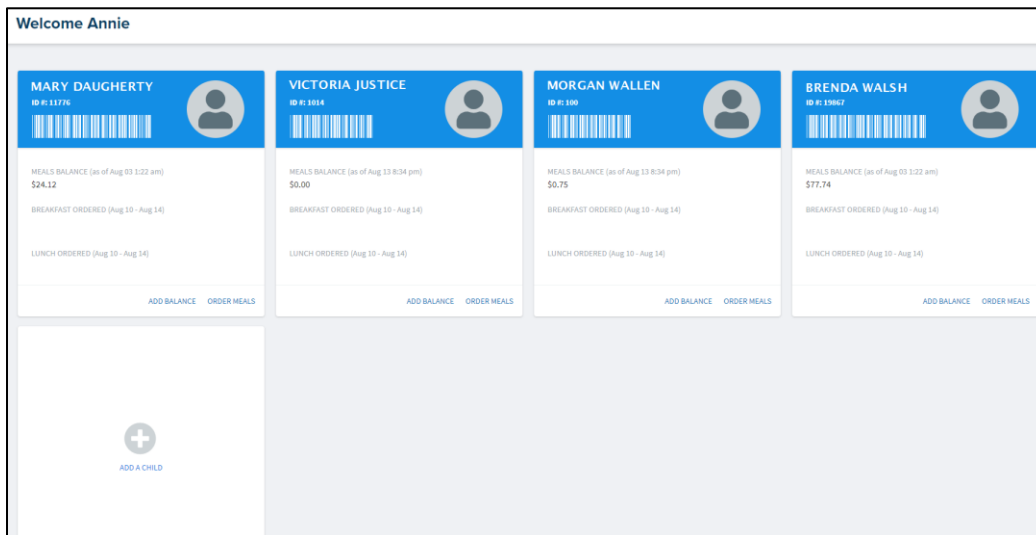 Welcome Annie
MARY DAUGHERTY
ID #: 11776
MEALS BALANCE (as of Aug 03 1:22 am)
$24.12
BREAKFAST ORDERED (Aug 10 - Aug 14)
LUNCH ORDERED (Aug 10 - Aug 14)
ADD BALANCE ORDER MEALS
VICTORIA JUSTICE
ID #: 1014
MEALS BALANCE (as of Aug 13 8:34 pm)
$0.00
BREAKFAST ORDERED (Aug 10 - Aug 14)
LUNCH ORDERED (Aug 10 - Aug 14)
ADD BALANCE ORDER MEALS
MORGAN WALLEN
ID #: 100
MEALS BALANCE (as of Aug 13 8:34 pm)
$0.75
BREAKFAST ORDERED (Aug 10 - Aug 14)
LUNCH ORDERED (Aug 10 - Aug 14)
ADD BALANCE ORDER MEALS
BRENDA WALSH
ID #: 19867
MEALS BALANCE (as of Aug 03 1:22 am)
$77.74
BREAKFAST ORDERED (Aug 10 - Aug 14)
LUNCH ORDERED (Aug 10 - Aug 14)
ADD BALANCE ORDER MEALS
ADD A CHILD